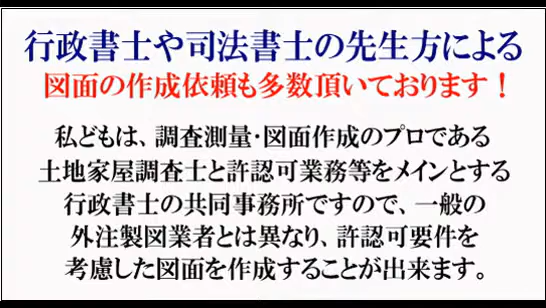 行政書士や司法書士の先生方による
図面の作成依頼も多数頂いております！
私どもは、調査測量・図面作成のプロである
土地家屋調査士と許認可業務等をメインとする
行政書士の共同事務所ですので、一般の
外注製図業者とは異なり、許認可要件を
考慮した図面を作成することが出来ます。